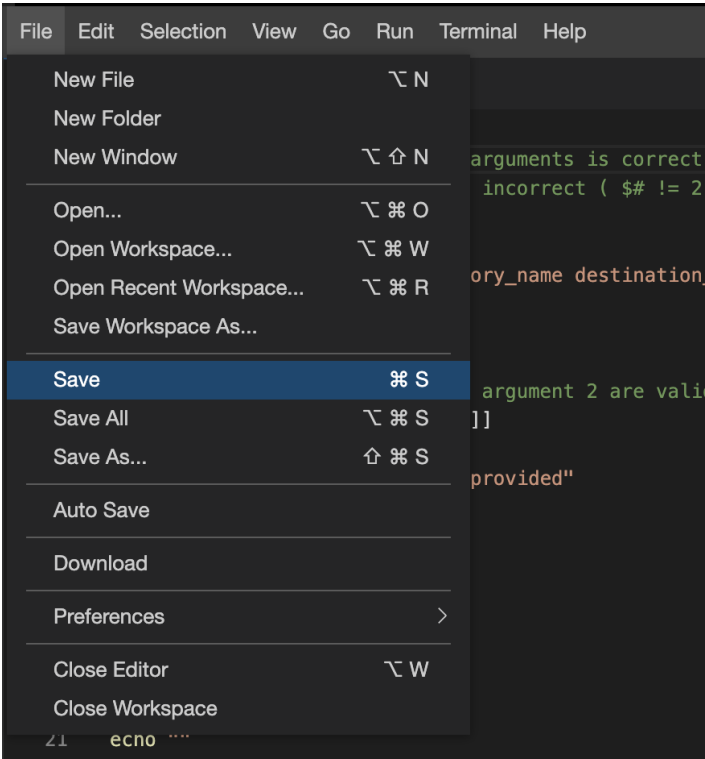 File Edit Selection View Go Run Terminal Help
New File ⌥ N
New Folder
New Window ⌥ ⇧ N
arguments is correct
incorrect ( $# != 2
Open... ⌥ ⌘ O
Open Workspace... ⌥ ⌘ W
ory_name destination_
Open Recent Workspace... ⌥ ⌘ R
Save Workspace As...
Save ⌘ S
argument 2 are valid
Save All ⌥ ⌘ S
]]
Save As... ⇧ ⌘ S
provided"
Auto Save
Download
Preferences >
Close Editor ⌥ W
Close Workspace
21 echo ""